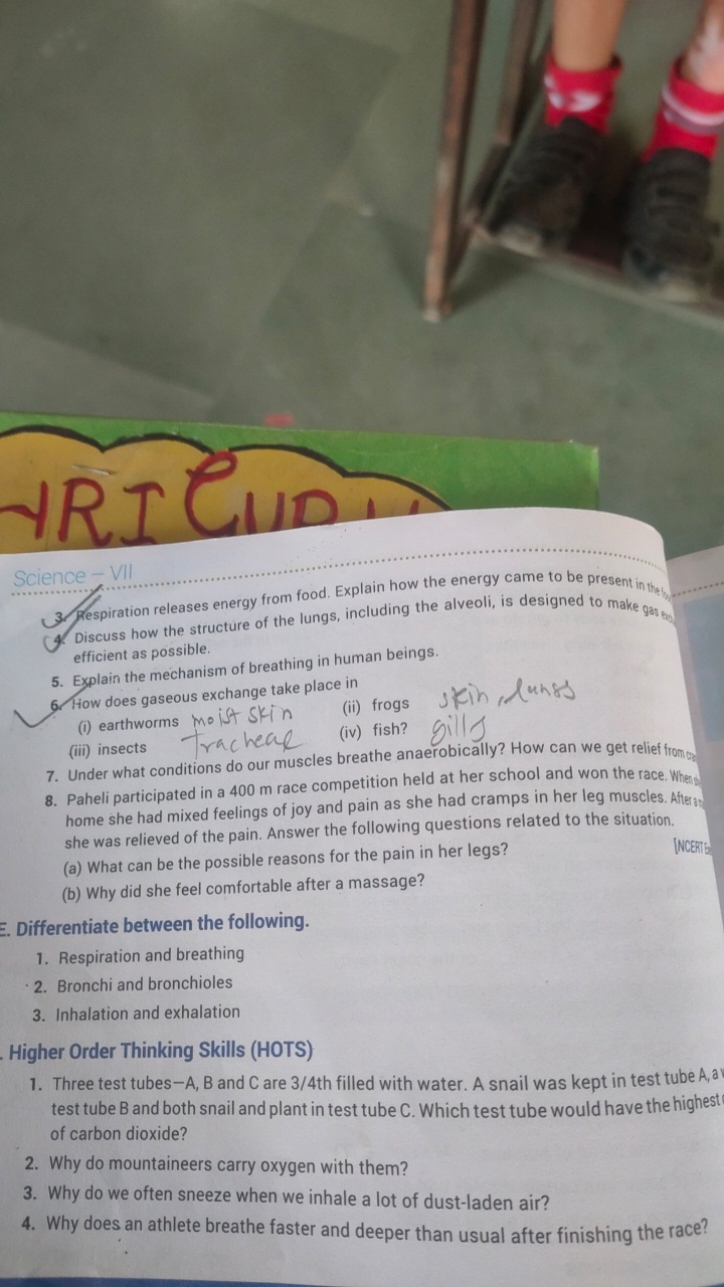 Science – VII
3. Respiration releases energy from food. Explain how the energy came to be present in the
4. Discuss how the structure of the lungs, including the alveoli, is designed to make gas
efficient as possible.
5. Explain the mechanism of breathing in human beings.
6. How does gaseous exchange take place in
(i) earthworms moist skin (ii) frogs skin, lungs
(iii) insects Tracheae (iv) fish? gills
7. Under what conditions do our muscles breathe anaerobically? How can we get relief from
8. Paheli participated in a 400 m race competition held at her school and won the race. When
home she had mixed feelings of joy and pain as she had cramps in her leg muscles. After
she was relieved of the pain. Answer the following questions related to the situation.
(a) What can be the possible reasons for the pain in her legs? [NCERT
(b) Why did she feel comfortable after a massage?
E. Differentiate between the following.
1. Respiration and breathing
2. Bronchi and bronchioles
3. Inhalation and exhalation
. Higher Order Thinking Skills (HOTS)
1. Three test tubes—A, B and C are 3/4th filled with water. A snail was kept in test tube A, a
test tube B and both snail and plant in test tube C. Which test tube would have the highest
of carbon dioxide?
2. Why do mountaineers carry oxygen with them?
3. Why do we often sneeze when we inhale a lot of dust-laden air?
4. Why does an athlete breathe faster and deeper than usual after finishing the race?